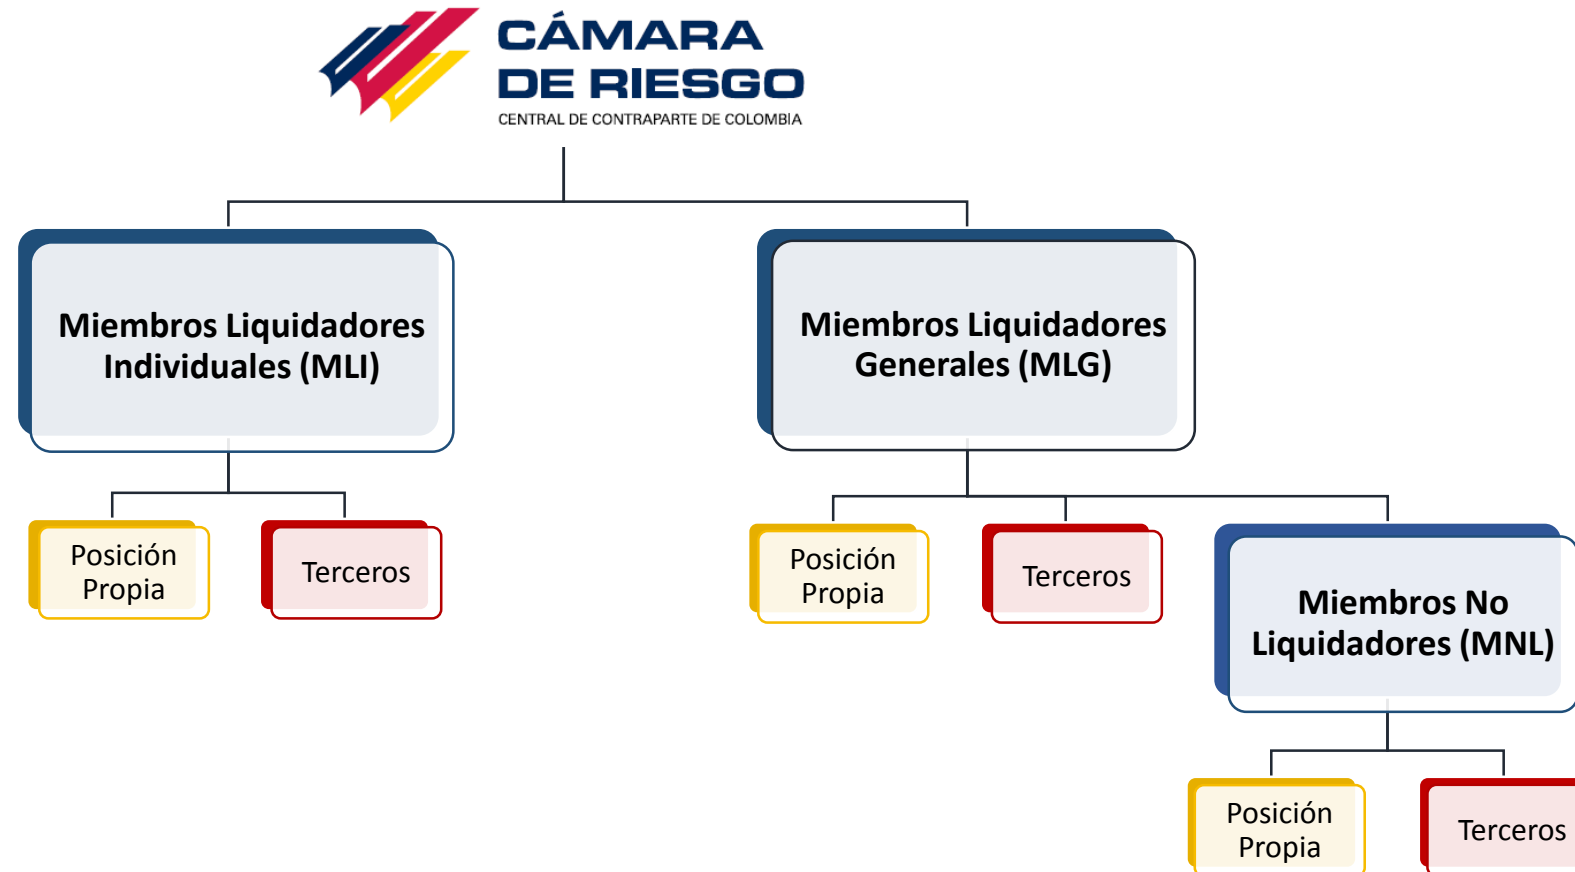 CÁMARA
DE RIESGO
CENTRAL DE CONTRAPARTE DE COLOMBIA
Miembros Liquidadores
Individuales (MLI)
Miembros Liquidadores
Generales (MLG)
Posición
Propia
Terceros
Posición
Propia
Terceros
Miembros No
Liquidadores (MNL)
Posición
Propia
Terceros